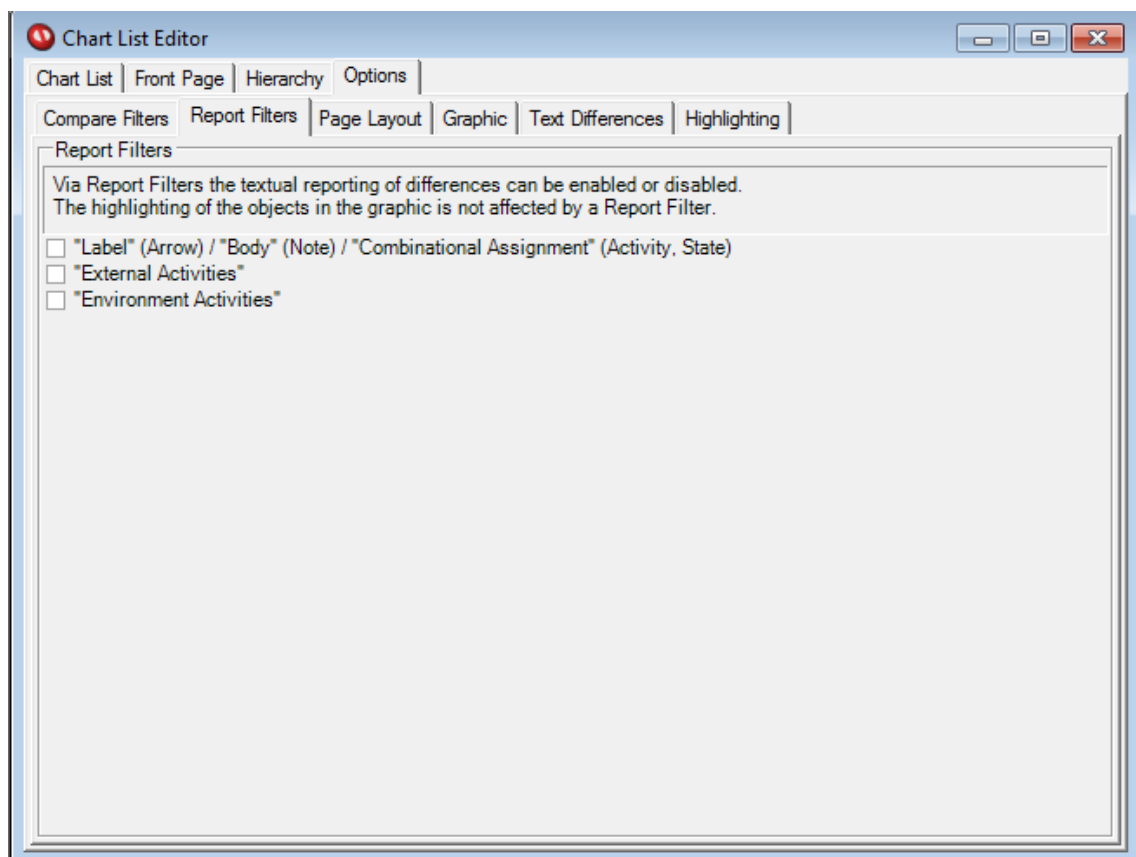 Chart List Editor
Chart List Front Page Hierarchy Options
Compare Filters Report Filters Page Layout Graphic Text Differences Highlighting
Report Filters
Via Report Filters the textual reporting of differences can be enabled or disabled.
The highlighting of the objects in the graphic is not affected by a Report Filter.
"Label" (Arrow) / "Body" (Note) / "Combinational Assignment" (Activity, State)
"External Activities"
"Environment Activities"